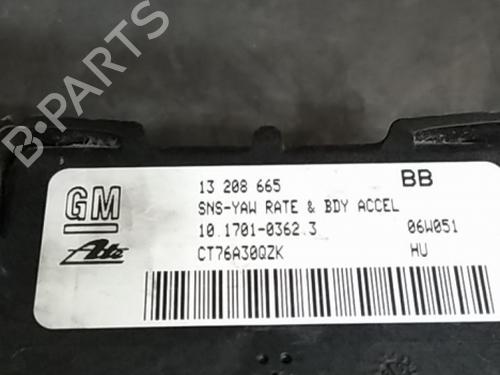 B-PARTS
GM
13 208 665 BB
SNS-YAW RATE & BDY ACCEL
10.1701-0362.3 06W051
Ate CT76A30QZK HU